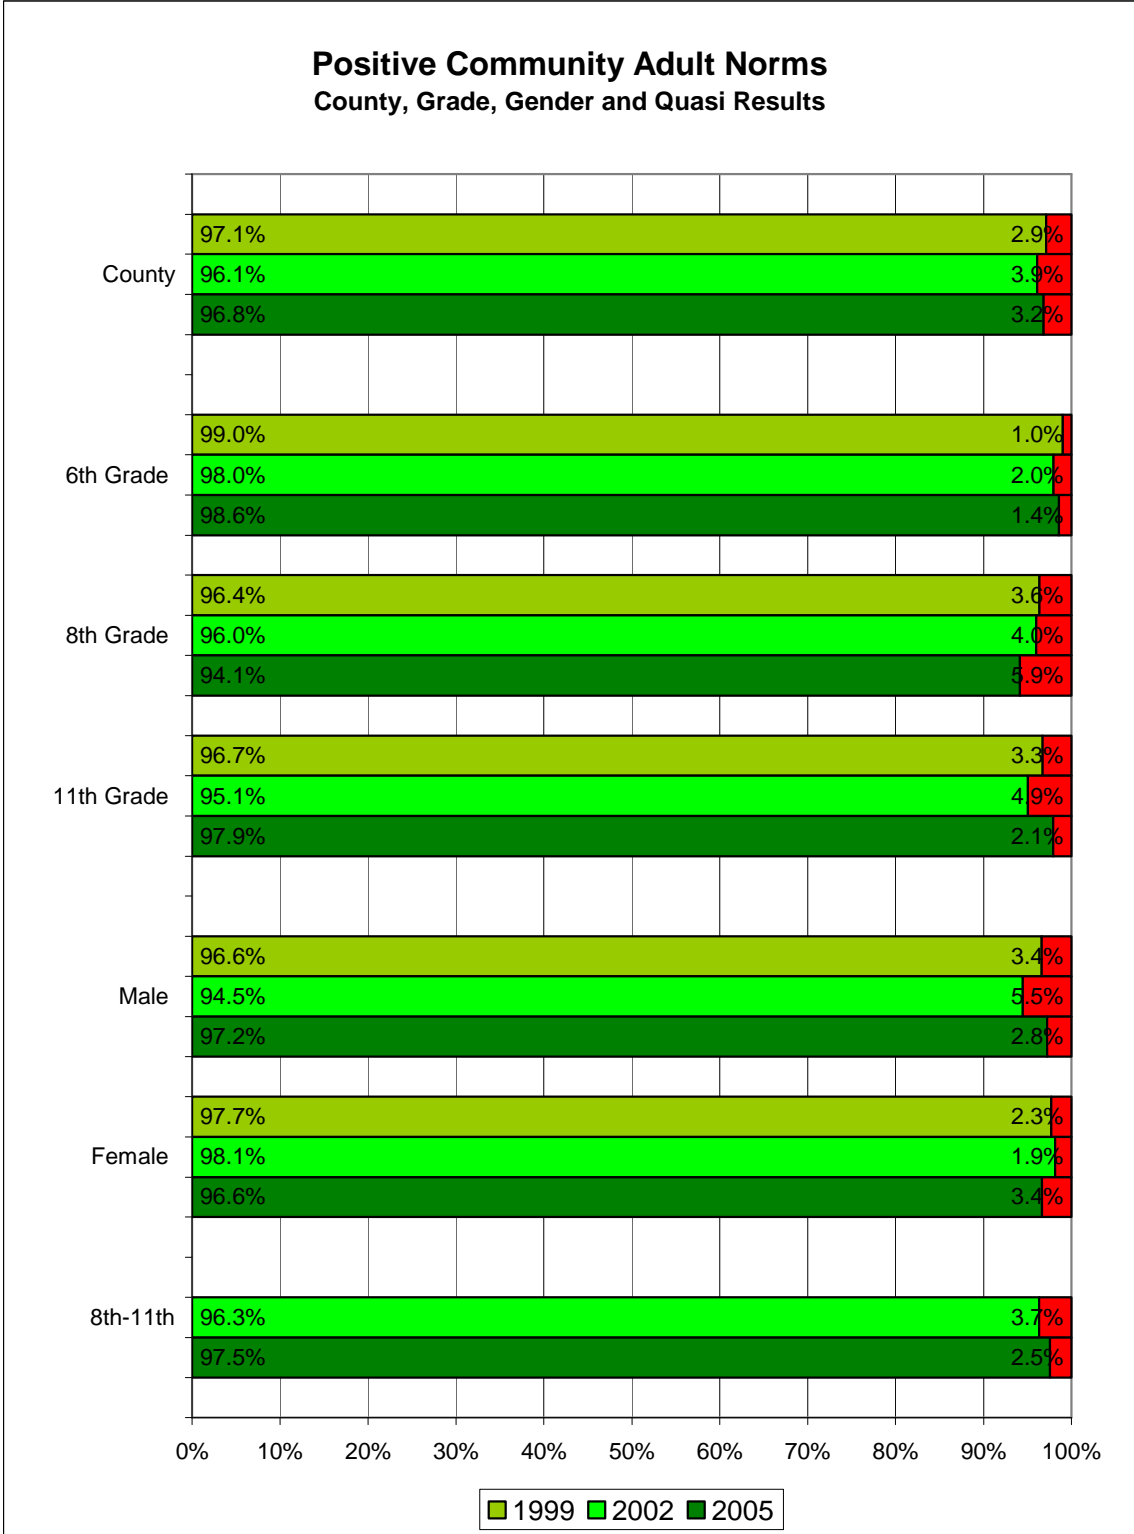 Positive Community Adult Norms
County, Grade, Gender and Quasi Results
97.1% 2.9%
County 96.1% 3.9%
96.8% 3.2%
99.0% 1.0%
6th Grade 98.0% 2.0%
98.6% 1.4%
96.4% 3.6%
8th Grade 96.0% 4.0%
94.1% 5.9%
96.7% 3.3%
11th Grade 95.1% 4.9%
97.9% 2.1%
96.6% 3.4%
Male 94.5% 5.5%
97.2% 2.8%
97.7% 2.3%
Female 98.1% 1.9%
96.6% 3.4%
8th-11th 96.3% 3.7%
97.5% 2.5%
0% 10% 20% 30% 40% 50% 60% 70% 80% 90% 100%
1999 2002 2005